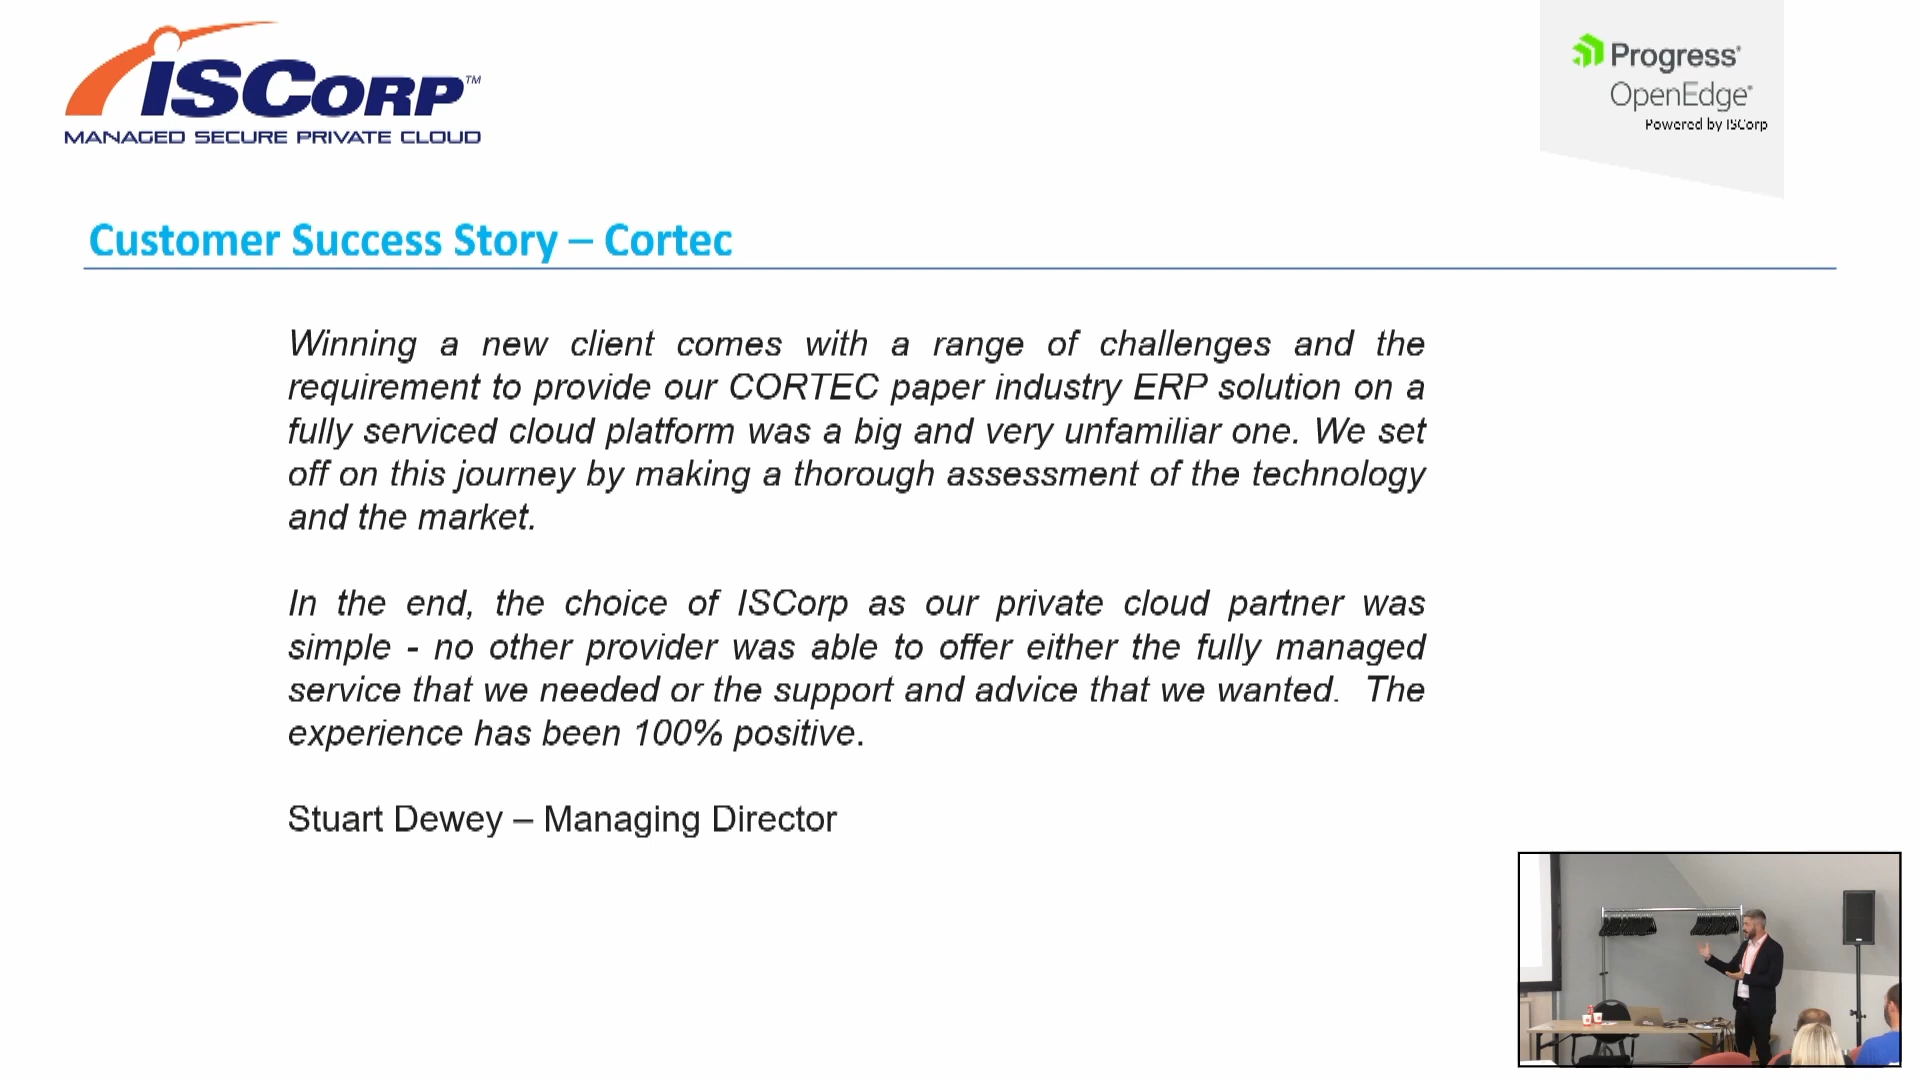 ISCORP™
MANAGED SECURE PRIVATE CLOUD
Progress®
OpenEdge®
Powered by ISCorp
Customer Success Story – Cortec
Winning a new client comes with a range of challenges and the
requirement to provide our CORTEC paper industry ERP solution on a
fully serviced cloud platform was a big and very unfamiliar one. We set
off on this journey by making a thorough assessment of the technology
and the market.
In the end, the choice of ISCorp as our private cloud partner was
simple - no other provider was able to offer either the fully managed
service that we needed or the support and advice that we wanted.  The
experience has been 100% positive.
Stuart Dewey – Managing Director